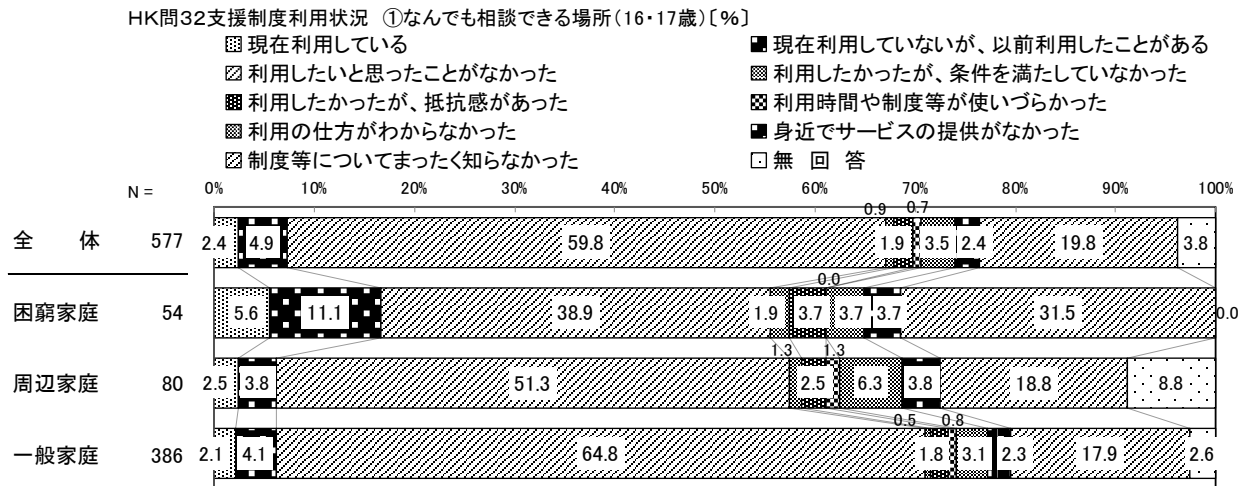 HK問32支援制度利用状況　①なんでも相談できる場所(16・17歳)〔%〕
現在利用している　現在利用していないが、以前利用したことがある
利用したいと思ったことがなかった　利用したかったが、条件を満たしていなかった
利用したかったが、抵抗感があった　利用時間や制度等が使いづらかった
利用の仕方がわからなかった　身近でサービスの提供がなかった
制度等についてまったく知らなかった　無　回　答
N = 0% 10% 20% 30% 40% 50% 60% 70% 80% 90% 100%
0.9 0.7
全　体 577 2.4 4.9 59.8 1.9 3.5 2.4 19.8 3.8
0.0
困窮家庭 54 5.6 11.1 38.9 1.9 3.7 3.7 3.7 31.5 0.0
1.3 1.3
周辺家庭 80 2.5 3.8 51.3 2.5 6.3 3.8 18.8 8.8
0.5 0.8
一般家庭 386 2.1 4.1 64.8 1.8 3.1 2.3 17.9 2.6